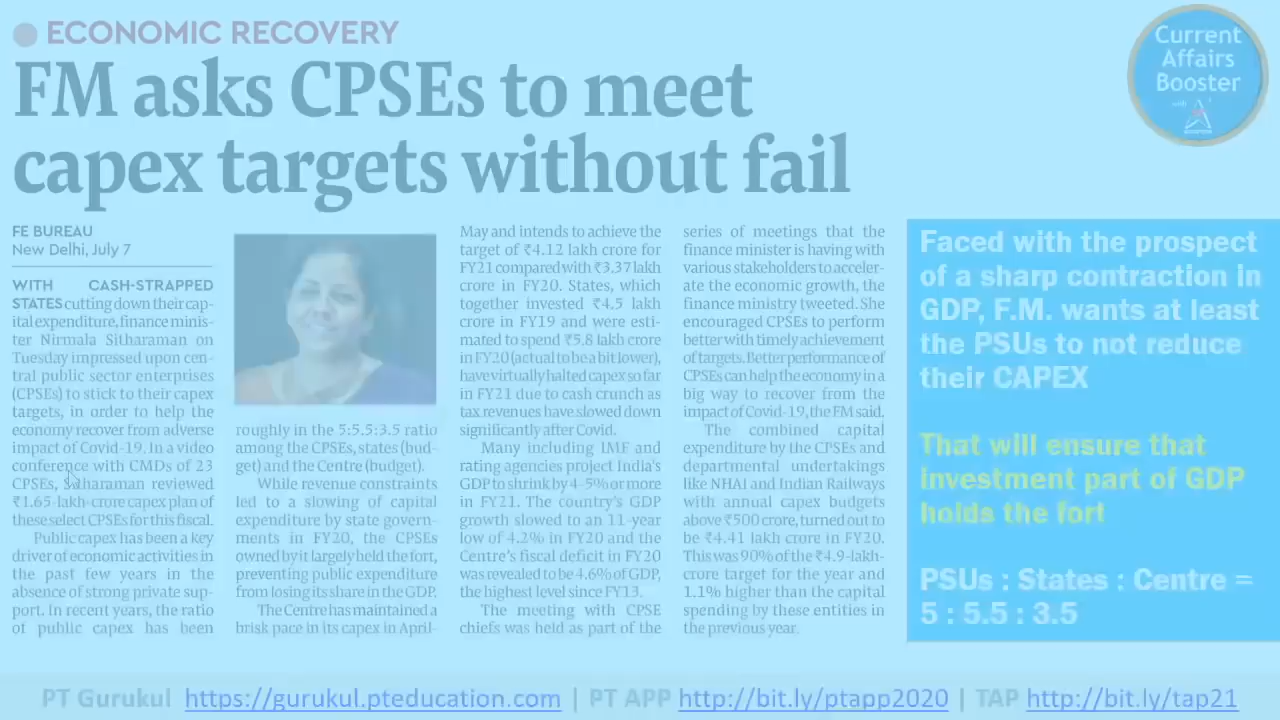 ECONOMIC RECOVERY
FM asks CPSEs to meet
capex targets without fail
Current
Affairs
Booster
with
FE BUREAU
New Delhi, July 7
WITH CASH-STRAPPED
STATES cutting down their cap-
ital expenditure, finance minis-
ter Nirmala Sitharaman on
Tuesday impressed upon cen-
tral public sector enterprises
(CPSEs) to stick to their capex
targets, in order to help the
economy recover from adverse
impact of Covid-19. In a video
conference with CMDs of 23
CPSEs, Sitharaman reviewed
₹1.65-lakh-crore capex plan of
these select CPSEs for this fiscal.
Public capex has been a key
driver of economic activities in
the past few years in the
absence of strong private sup-
port. In recent years, the ratio
of public capex has been
roughly in the 5:5.5:3.5 ratio
among the CPSEs, states (bud-
get) and the Centre (budget).
While revenue constraints
led to a slowing of capital
expenditure by state govern-
ments in FY20, the CPSEs
owned by it largely held the fort,
preventing public expenditure
from losing its share in the GDP.
The Centre has maintained a
brisk pace in its capex in April-
May and intends to achieve the
target of ₹4.12 lakh crore for
FY21 compared with ₹3.37 lakh
crore in FY20. States, which
together invested ₹4.5 lakh
crore in FY19 and were esti-
mated to spend ₹5.8 lakh crore
in FY20 (actual to be a bit lower),
have virtually halted capex so far
in FY21 due to cash crunch as
tax revenues have slowed down
significantly after Covid.
Many including IMF and
rating agencies project India's
GDP to shrink by 4-5% or more
in FY21. The country's GDP
growth slowed to an 11-year
low of 4.2% in FY20 and the
Centre's fiscal deficit in FY20
was revealed to be 4.6% of GDP,
the highest level since FY13.
The meeting with CPSE
chiefs was held as part of the
series of meetings that the
finance minister is having with
various stakeholders to acceler-
ate the economic growth, the
finance ministry tweeted. She
encouraged CPSEs to perform
better with timely achievement
of targets. Better performance of
CPSEs can help the economy in a
big way to recover from the
impact of Covid-19, the FM said.
The combined capital
expenditure by the CPSEs and
departmental undertakings
like NHAI and Indian Railways
with annual capex budgets
above ₹500 crore, turned out to
be ₹4.41 lakh crore in FY20.
This was 90% of the ₹4.9-lakh-
crore target for the year and
1.1% higher than the capital
spending by these entities in
the previous year.
Faced with the prospect
of a sharp contraction in
GDP, F.M. wants at least
the PSUs to not reduce
their CAPEX
That will ensure that
investment part of GDP
holds the fort
PSUs : States : Centre =
5 : 5.5 : 3.5
PT Gurukul https://gurukul.pteducation.com | PT APP http://bit.ly/ptapp2020 | TAP http://bit.ly/tap21